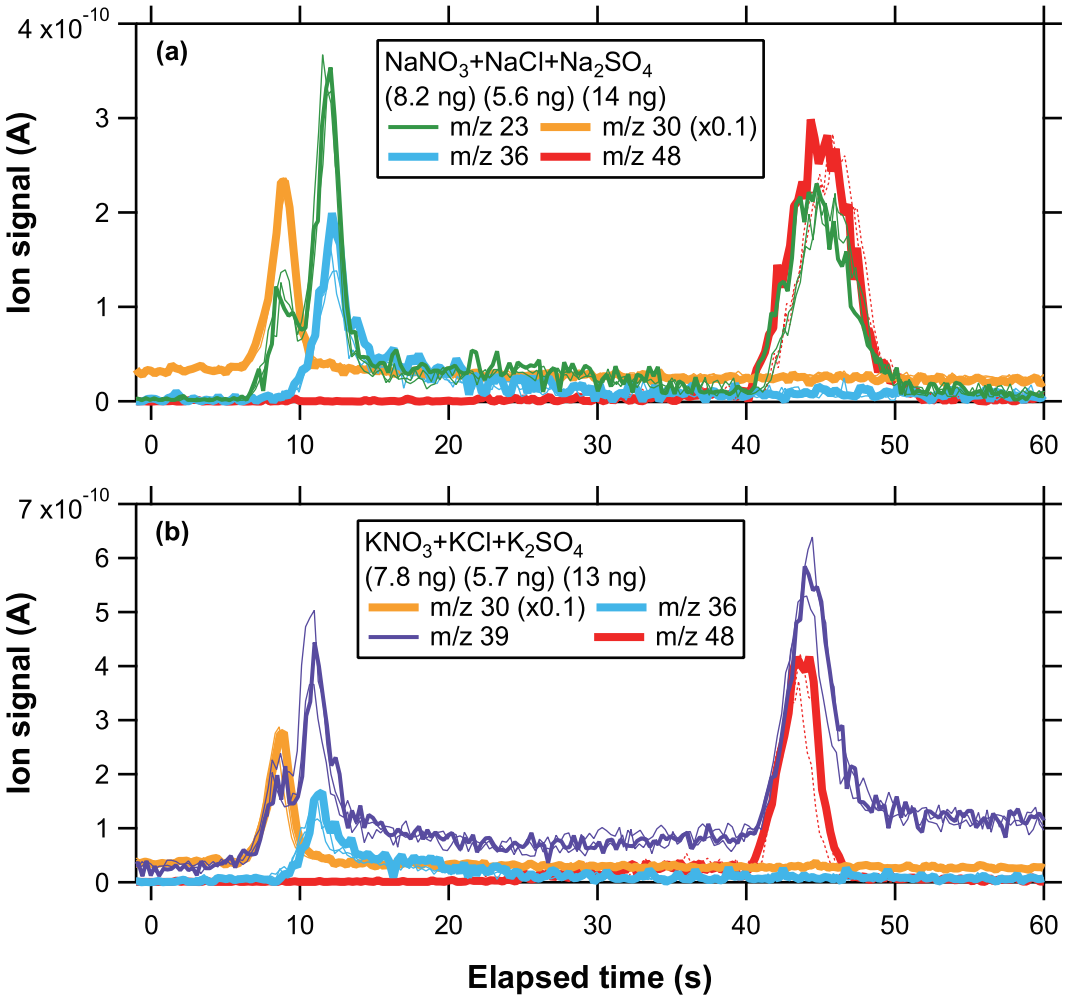 4 x10⁻¹⁰
(a)
NaNO₃+NaCl+Na₂SO₄
(8.2 ng) (5.6 ng) (14 ng)
m/z 23 m/z 30 (x0.1)
m/z 36 m/z 48
3
2
1
0
Ion signal (A)
0 10 20 30 40 50 60
7 x10⁻¹⁰
(b)
KNO₃+KCl+K₂SO₄
(7.8 ng) (5.7 ng) (13 ng)
m/z 30 (x0.1) m/z 36
m/z 39 m/z 48
6
5
4
3
2
1
0
Ion signal (A)
0 10 20 30 40 50 60
Elapsed time (s)